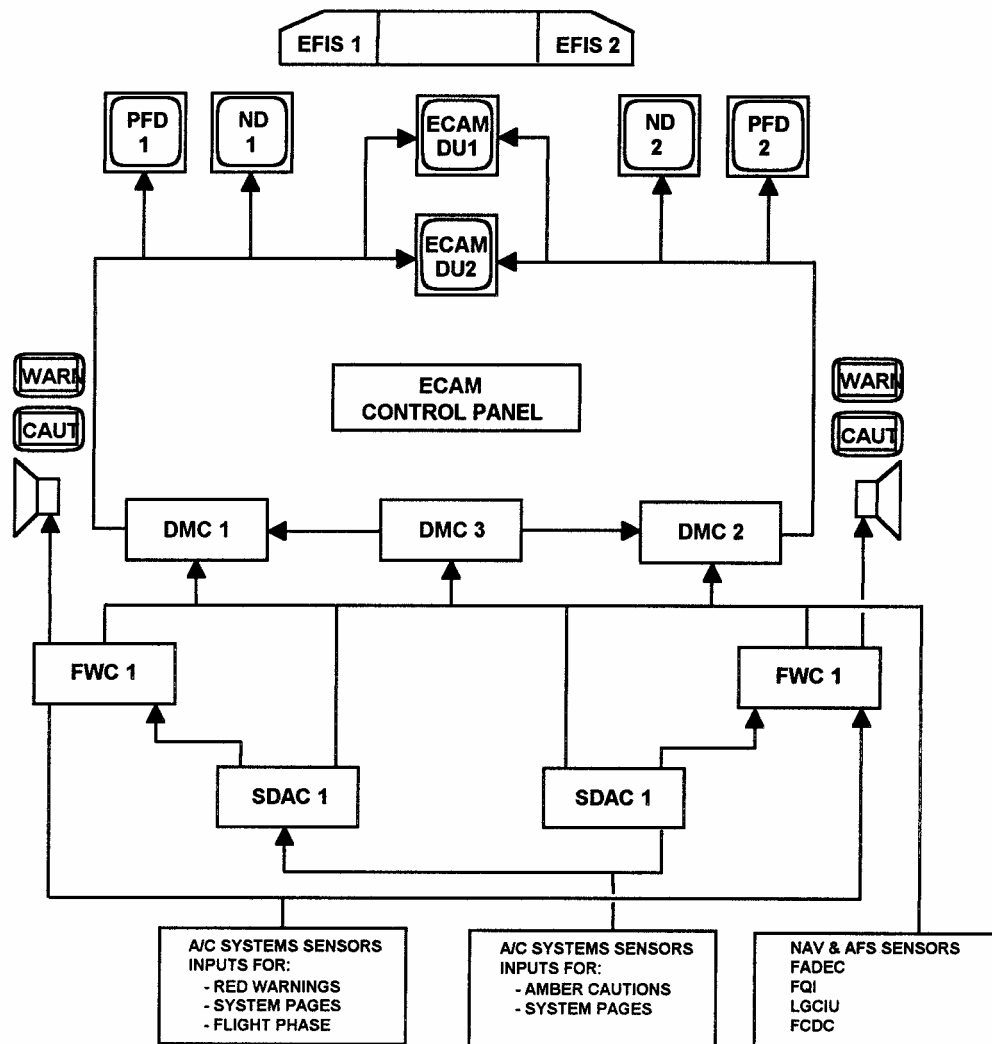 EFIS 1
EFIS 2
PFD
1
ND
1
ECAM
DU1
ND
2
PFD
2
ECAM
DU2
WARN
CAUT
ECAM
CONTROL PANEL
WARN
CAUT
DMC 1
DMC 3
DMC 2
FWC 1
FWC 1
SDAC 1
SDAC 1
A/C SYSTEMS SENSORS
INPUTS FOR:
- RED WARNINGS
- SYSTEM PAGES
- FLIGHT PHASE
A/C SYSTEMS SENSORS
INPUTS FOR:
- AMBER CAUTIONS
- SYSTEM PAGES
NAV & AFS SENSORS
FADEC
FQI
LGCIU
FCDC